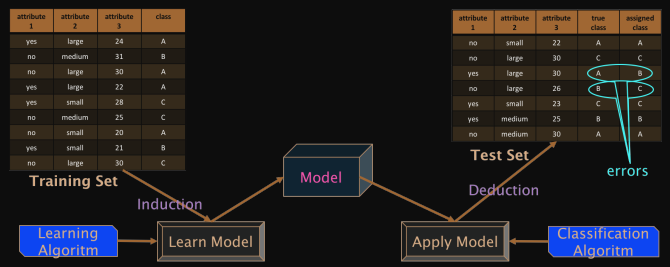 attribute 1 attribute 2 attribute 3 class
yes large 24 A
no medium 31 B
no large 30 A
yes large 22 A
yes small 28 C
no medium 25 C
no small 20 A
yes small 21 B
no large 30 C
Training Set
attribute 1 attribute 2 attribute 3 true class assigned class
no small 22 A A
no large 30 C C
yes large 30 A B
no large 26 B C
yes small 23 C C
yes medium 25 B B
no medium 30 A A
Test Set
errors
Model
Induction
Deduction
Learning
Algoritm
Learn Model
Apply Model
Classification
Algoritm